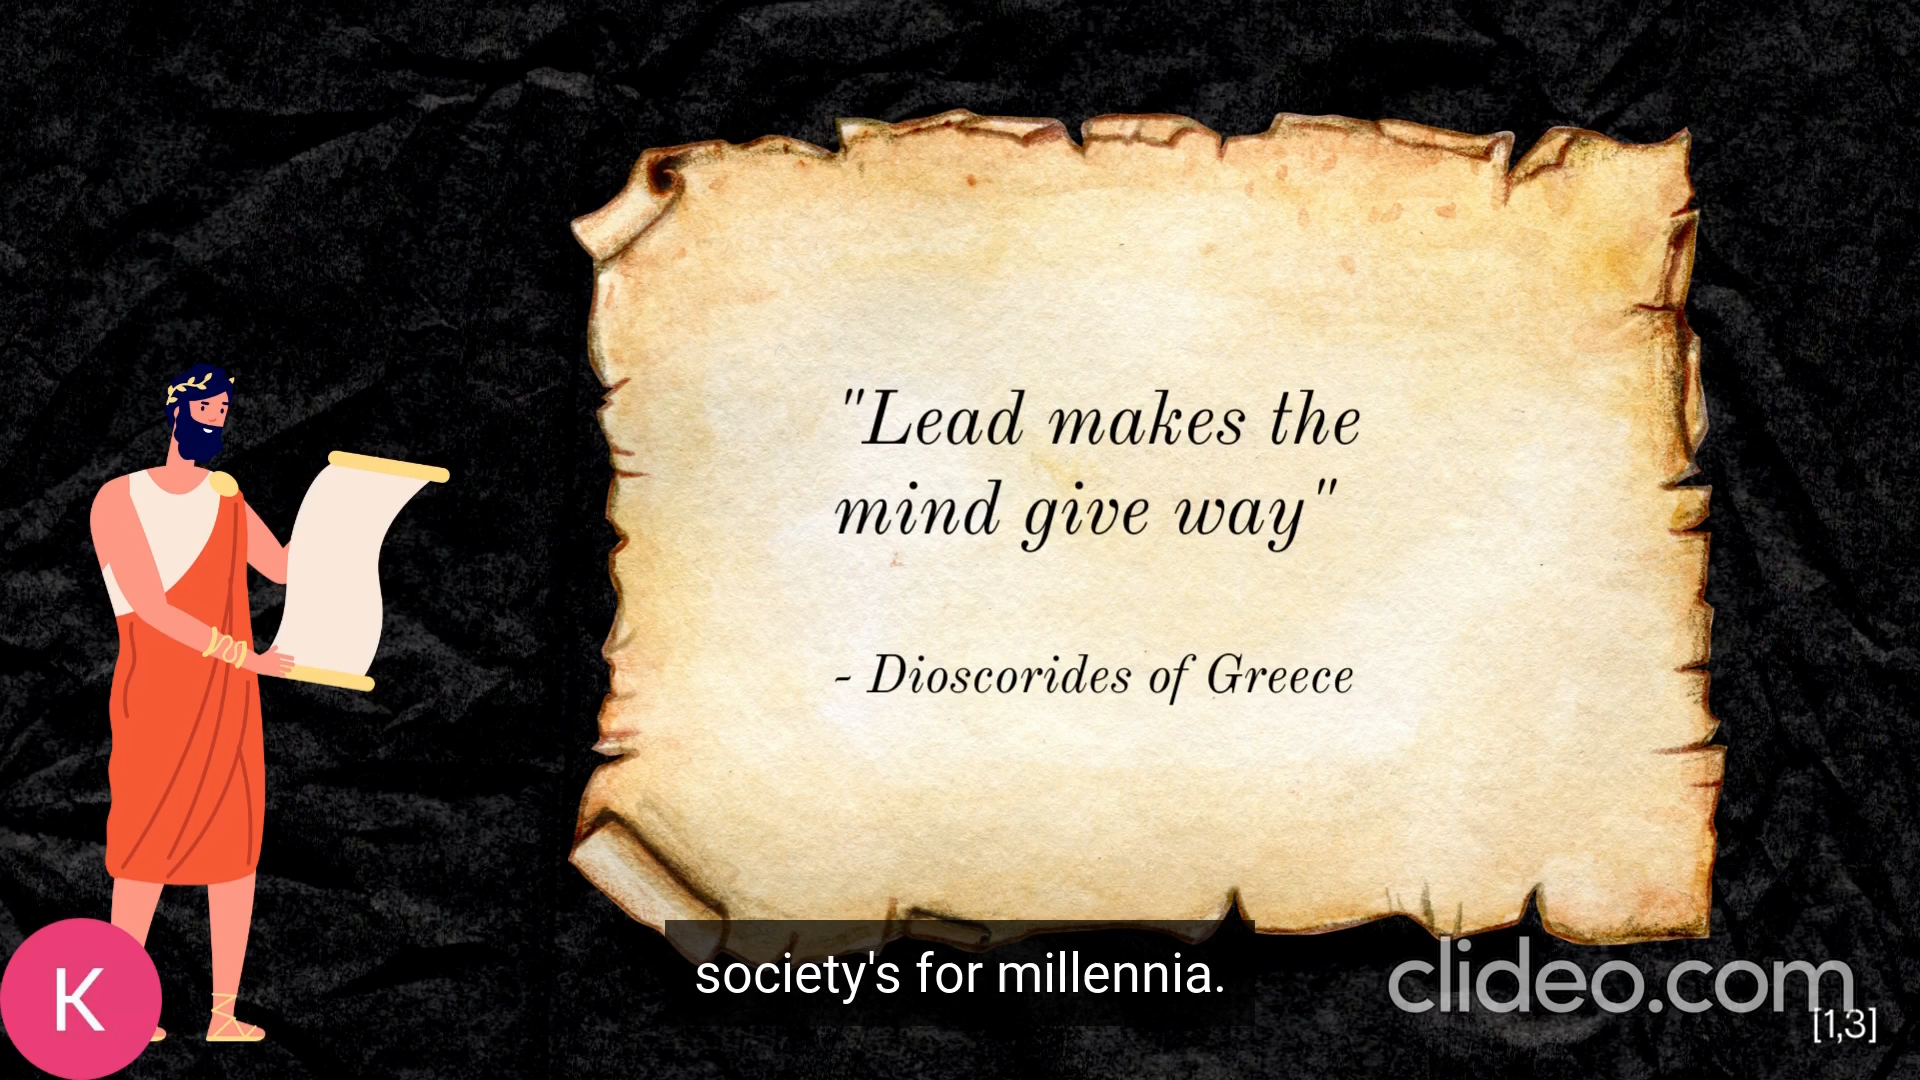 "Lead makes the
mind give way"
- Dioscorides of Greece
society's for millennia.
K
clideo.com
[1,3]